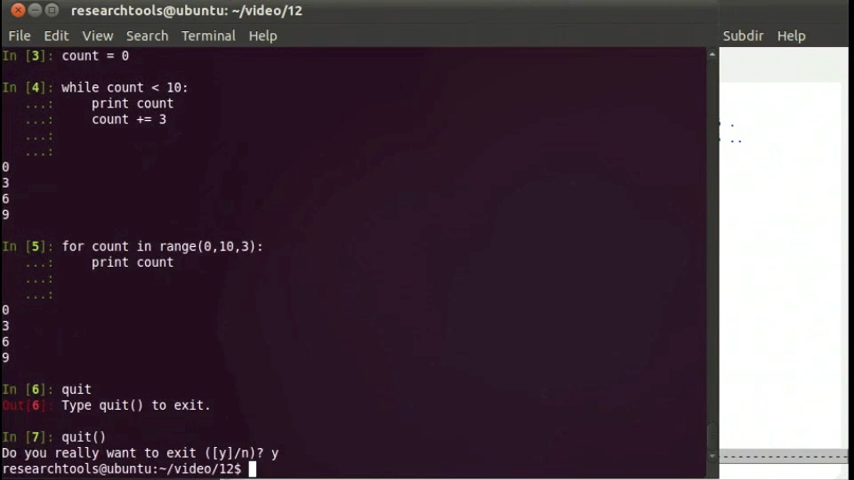 researchtools@ubuntu: ~/video/12
File Edit View Search Terminal Help
Subdir Help
In [3]: count = 0
In [4]: while count < 10:
...: print count
...: count += 3
...:
...:
0
3
6
9
In [5]: for count in range(0,10,3):
...: print count
...:
...:
0
3
6
9
In [6]: quit
Out[6]: Type quit() to exit.
In [7]: quit()
Do you really want to exit ([y]/n)? y
researchtools@ubuntu:~/video/12$